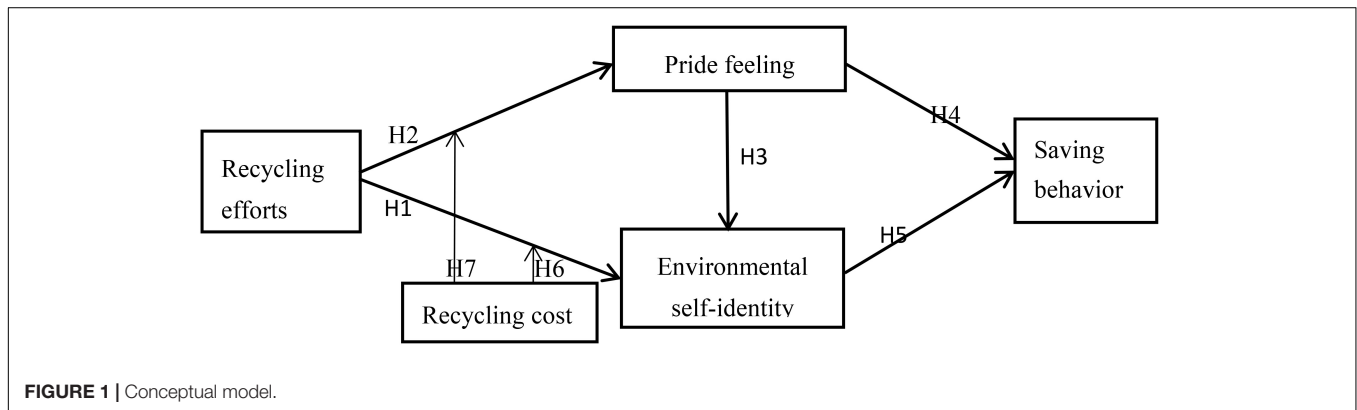 Pride feeling
H4
H2
Saving
behavior
H3
Recycling
efforts
H1
H5
H7
H6
Environmental
self-identity
Recycling cost
FIGURE 1 | Conceptual model.